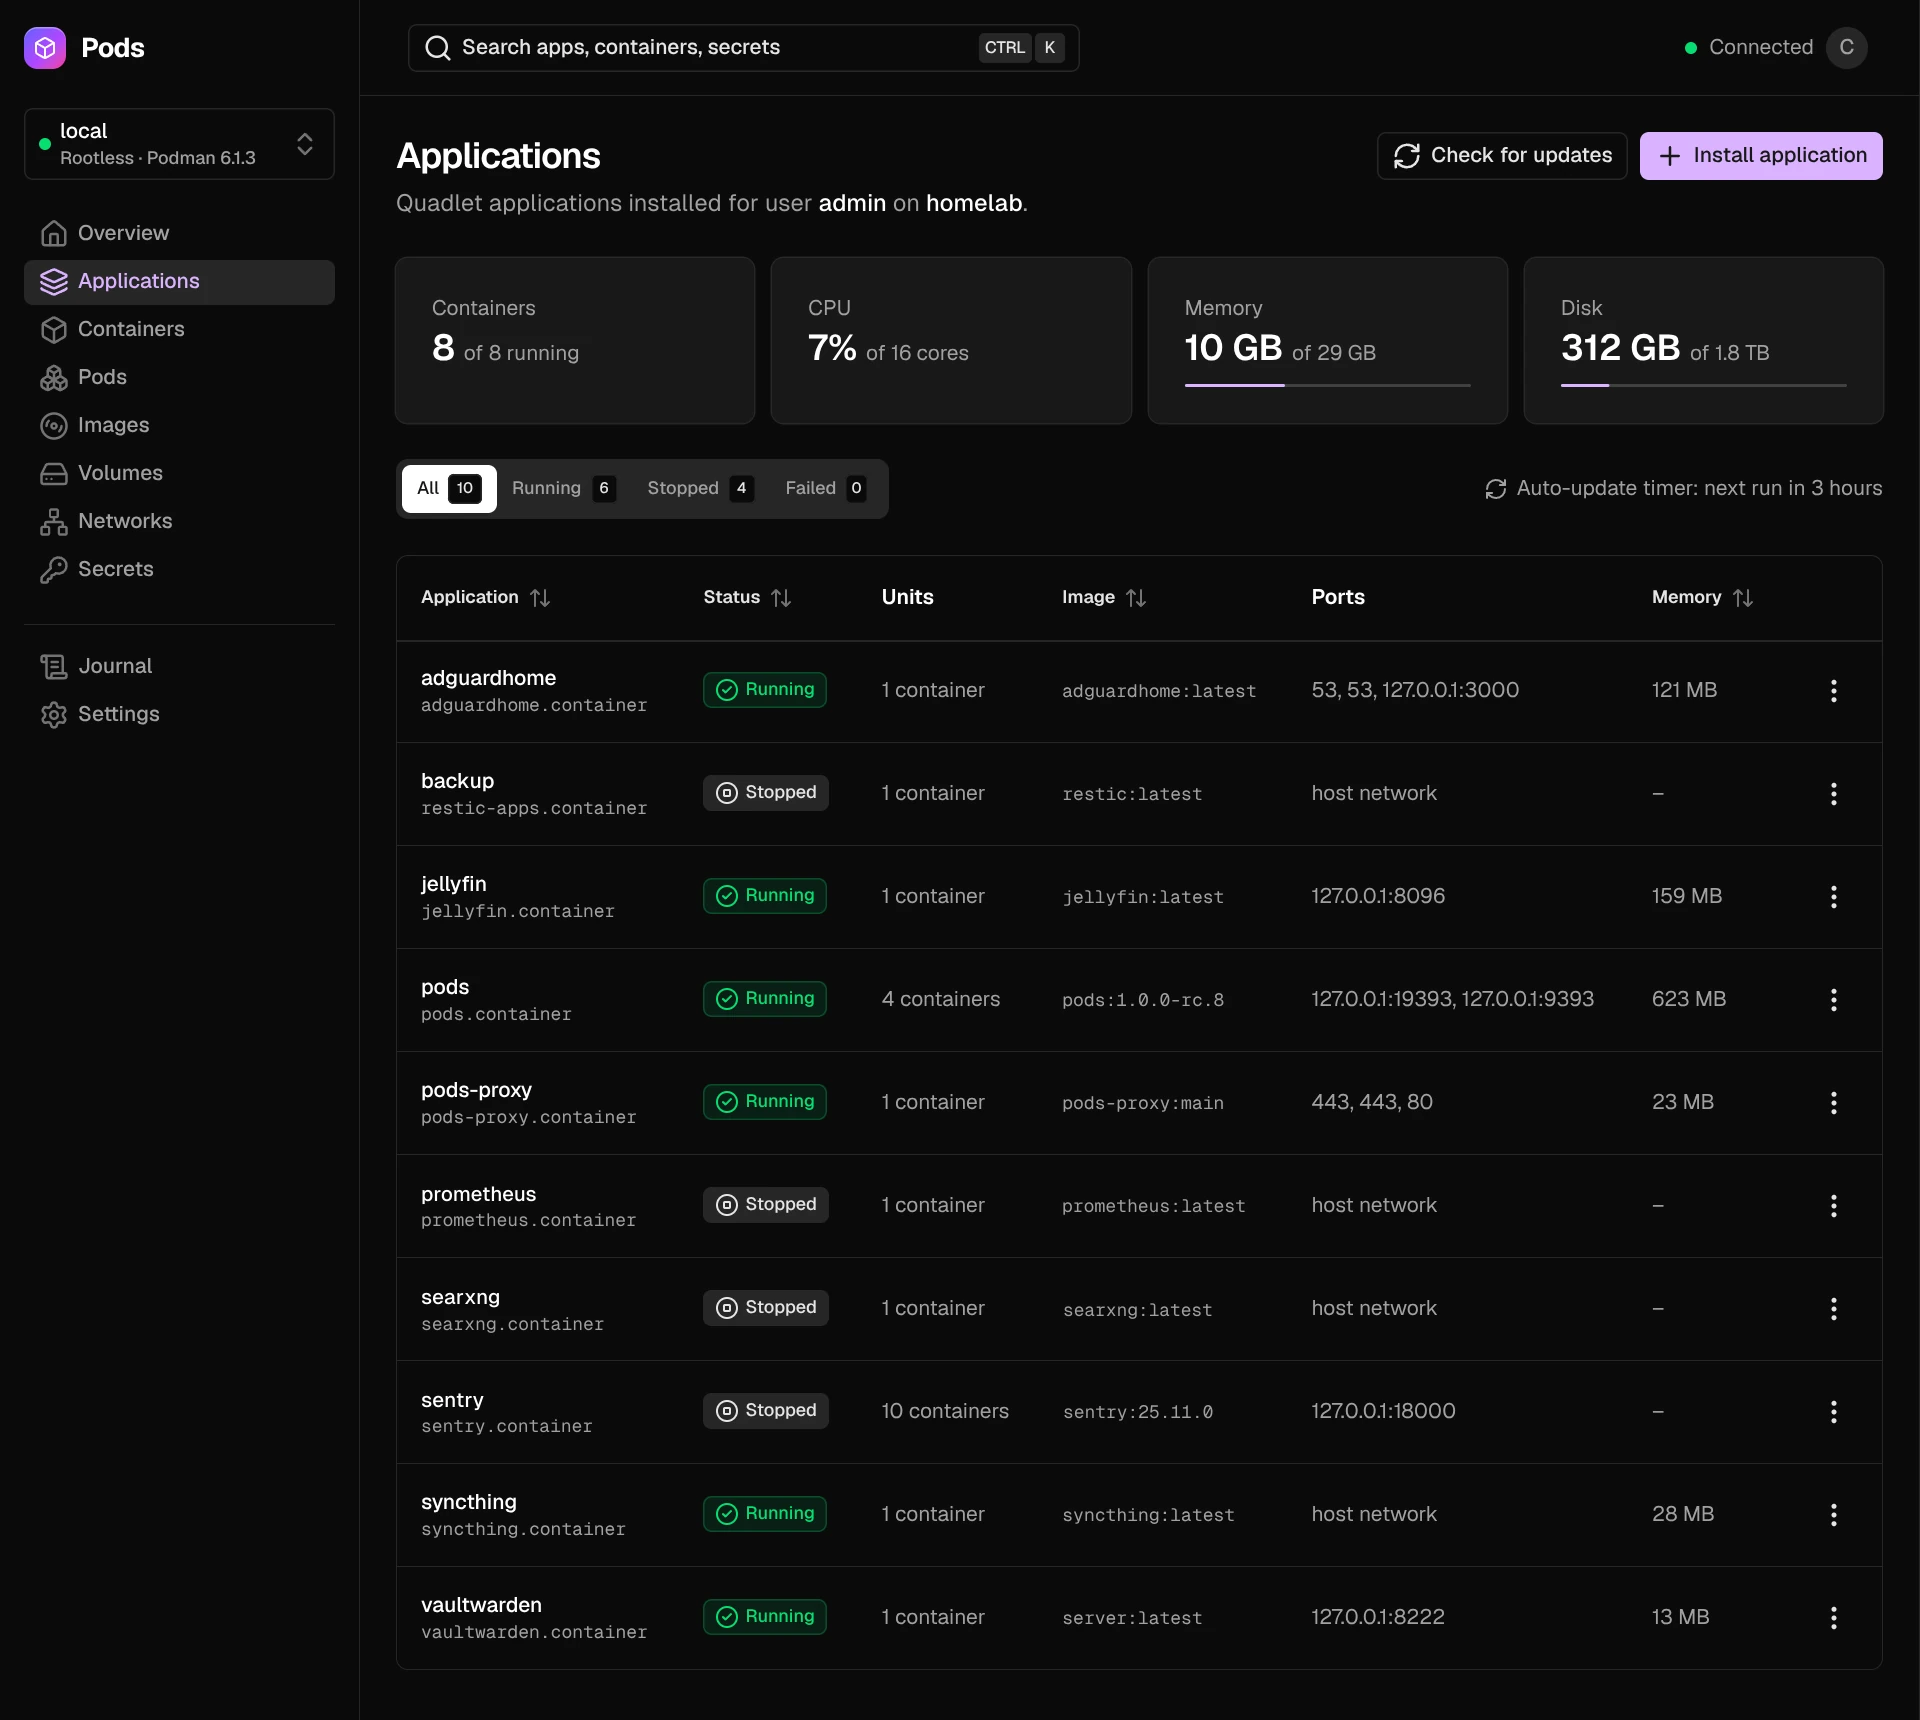 Pods
Search apps, containers, secrets
CTRL K
Connected
C
local
Rootless · Podman 6.1.3
Overview
Applications
Containers
Pods
Images
Volumes
Networks
Secrets
Journal
Settings
Applications
Quadlet applications installed for user admin on homelab.
Check for updates
Install application
Containers
8 of 8 running
CPU
7% of 16 cores
Memory
10 GB of 29 GB
Disk
312 GB of 1.8 TB
All 10 Running 6 Stopped 4 Failed 0
Auto-update timer: next run in 3 hours
Application Status Units Image Ports Memory
adguardhome
adguardhome.container
Running 1 container adguardhome:latest 53, 53, 127.0.0.1:3000 121 MB
backup
restic-apps.container
Stopped 1 container restic:latest host network –
jellyfin
jellyfin.container
Running 1 container jellyfin:latest 127.0.0.1:8096 159 MB
pods
pods.container
Running 4 containers pods:1.0.0-rc.8 127.0.0.1:19393, 127.0.0.1:9393 623 MB
pods-proxy
pods-proxy.container
Running 1 container pods-proxy:main 443, 443, 80 23 MB
prometheus
prometheus.container
Stopped 1 container prometheus:latest host network –
searxng
searxng.container
Stopped 1 container searxng:latest host network –
sentry
sentry.container
Stopped 10 containers sentry:25.11.0 127.0.0.1:18000 –
syncthing
syncthing.container
Running 1 container syncthing:latest host network 28 MB
vaultwarden
vaultwarden.container
Running 1 container server:latest 127.0.0.1:8222 13 MB